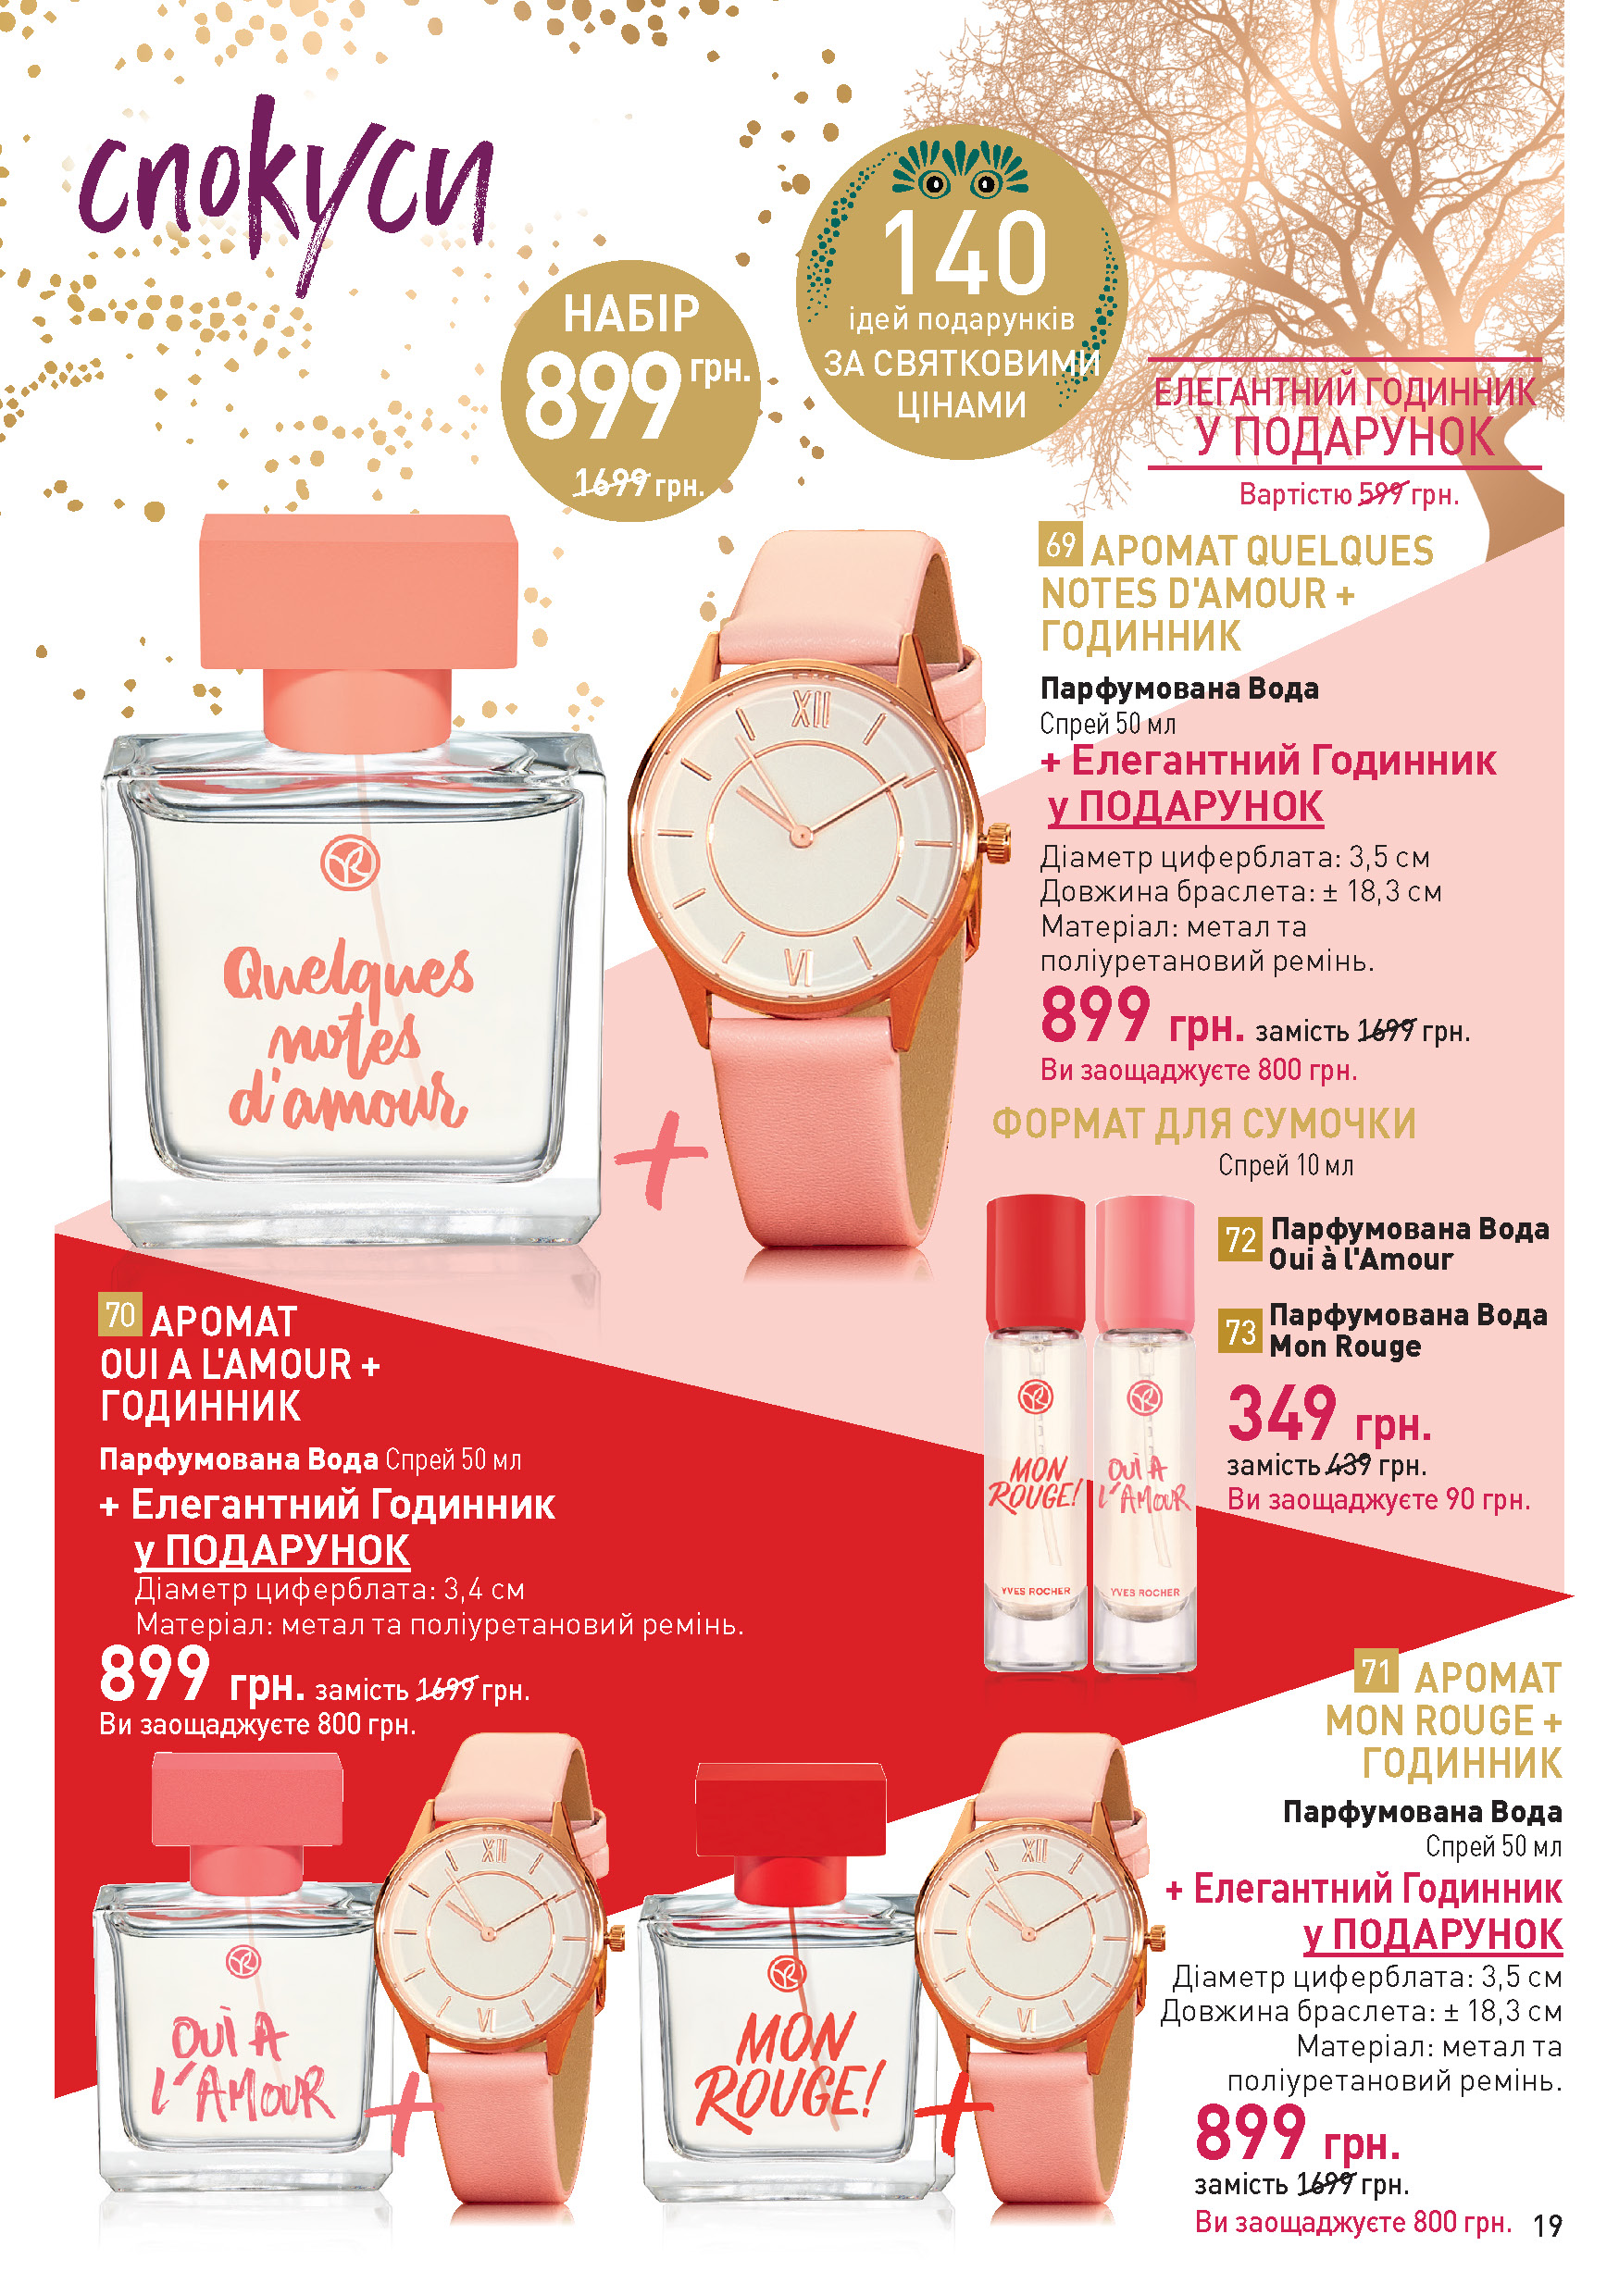 спокуси
140
ідей подарунків
ЗА СВЯТКОВИМИ
ЦІНАМИ
НАБІР
899 грн.
1699 грн.
ЕЛЕГАНТНИЙ ГОДИННИК
У ПОДАРУНОК
Вартістю 599 грн.
69 АРОМАТ QUELQUES
NOTES D'AMOUR +
ГОДИННИК
Парфумована Вода
Спрей 50 мл
+ Елегантний Годинник
у ПОДАРУНОК
Діаметр циферблата: 3,5 см
Довжина браслета: ± 18,3 см
Матеріал: метал та
поліуретановий ремінь.
899 грн. замість 1699 грн.
Ви заощаджуєте 800 грн.
XII
VI
Quelques
notes
d'amour
+
ФОРМАТ ДЛЯ СУМОЧКИ
Спрей 10 мл
72 Парфумована Вода
Oui à l'Amour
73 Парфумована Вода
Mon Rouge
349 грн.
замість 439 грн.
Ви заощаджуєте 90 грн.
MON
ROUGE!
YVES ROCHER
OUÌ A
L'AMOUR
YVES ROCHER
70 АРОМАТ
OUI A L'AMOUR +
ГОДИННИК
Парфумована Вода Спрей 50 мл
+ Елегантний Годинник
у ПОДАРУНОК
Діаметр циферблата: 3,4 см
Матеріал: метал та поліуретановий ремінь.
899 грн. замість 1699 грн.
Ви заощаджуєте 800 грн.
71 АРОМАТ
MON ROUGE +
ГОДИННИК
Парфумована Вода
Спрей 50 мл
+ Елегантний Годинник
у ПОДАРУНОК
Діаметр циферблата: 3,5 см
Довжина браслета: ± 18,3 см
Матеріал: метал та
поліуретановий ремінь.
899 грн.
замість 1699 грн.
Ви заощаджуєте 800 грн.
OUÌ A
L'AMOUR
+
XII
VI
MON
ROUGE!
+
XII
VI
19